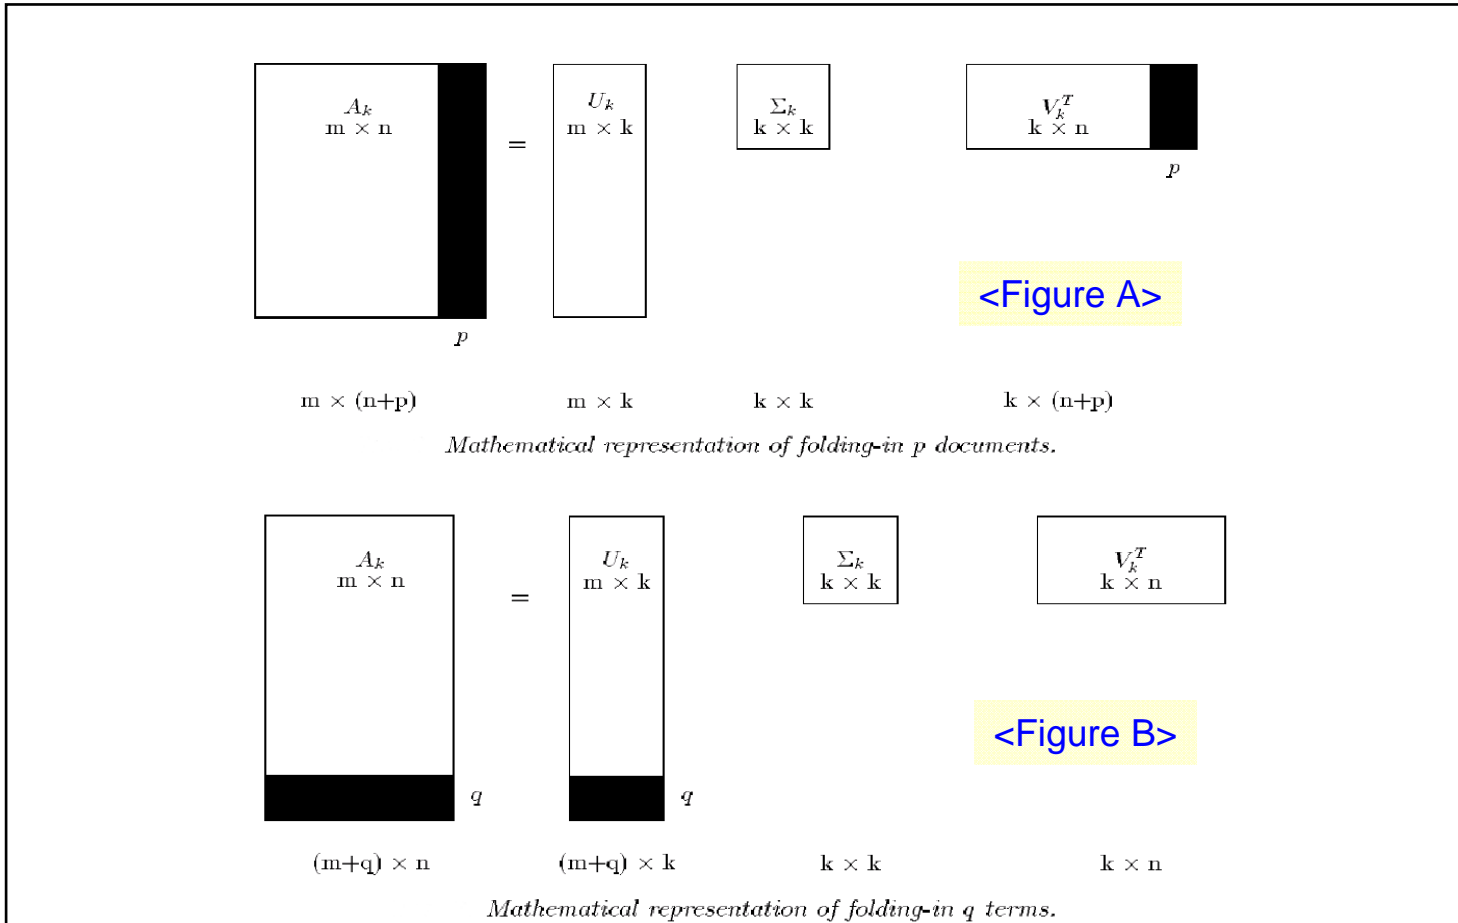 A_k U_k Σ_k V_k^T
m × n m × k k × k k × n
=
p
<Figure A>
p
m × (n+p) m × k k × k k × (n+p)
Mathematical representation of folding-in p documents.
A_k U_k Σ_k V_k^T
m × n m × k k × k k × n
=
<Figure B>
q q
(m+q) × n (m+q) × k k × k k × n
Mathematical representation of folding-in q terms.